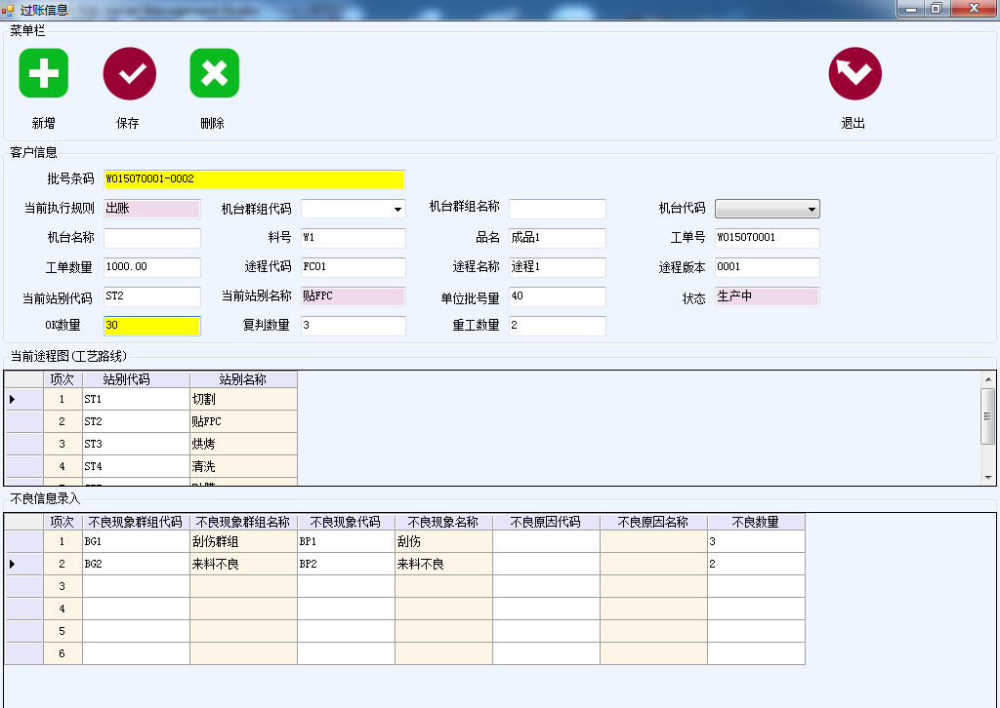 过账信息
菜单栏
新增 保存 删除 退出
客户信息
批号条码 WO15070001-0002
当前执行规则 出账 机台群组代码 机台群组名称 机台代码
机台名称 料号 W1 品名 成品1 工单号 WO15070001
工单数量 1000.00 途程代码 FC01 途程名称 途程1 途程版本 0001
当前站别代码 ST2 当前站别名称 贴FPC 单位批号量 40 状态 生产中
OK数量 30 复判数量 3 重工数量 2
当前途程图(工艺路线)
项次 站别代码 站别名称
1 ST1 切割
2 ST2 贴FPC
3 ST3 烘烤
4 ST4 清洗
不良信息录入
项次 不良现象群组代码 不良现象群组名称 不良现象代码 不良现象名称 不良原因代码 不良原因名称 不良数量
1 BG1 刮伤群组 BP1 刮伤 3
2 BG2 来料不良 BP2 来料不良 2
3
4
5
6